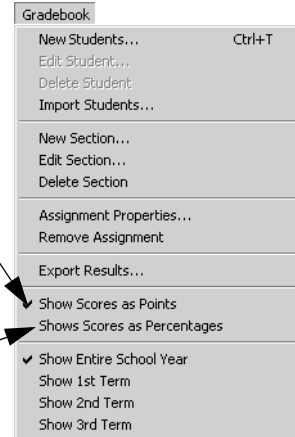 Gradebook
New Students... Ctrl+T
Edit Student...
Delete Student
Import Students...
New Section...
Edit Section...
Delete Section
Assignment Properties...
Remove Assignment
Export Results...
✓ Show Scores as Points
Shows Scores as Percentages
✓ Show Entire School Year
Show 1st Term
Show 2nd Term
Show 3rd Term